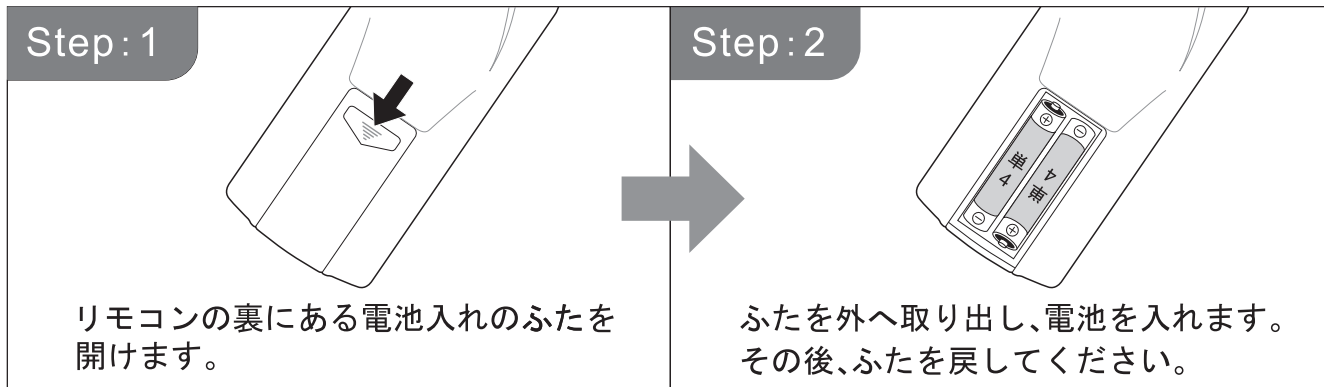 Step:1
リモコンの裏にある電池入れのふたを
開けます。
Step:2
単4
単4
ふたを外へ取り出し、電池を入れます。
その後、ふたを戻してください。